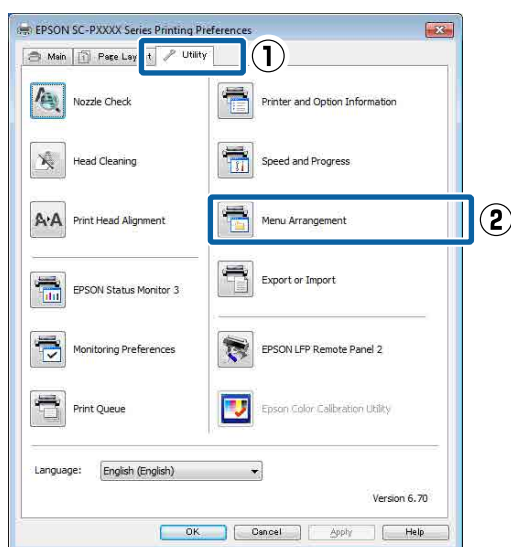 EPSON SC-PXXXX Series Printing Preferences
Main Page Lay t Utility ①
Nozzle Check Printer and Option Information
Head Cleaning Speed and Progress
Print Head Alignment Menu Arrangement ②
EPSON Status Monitor 3 Export or Import
Monitoring Preferences EPSON LFP Remote Panel 2
Print Queue Epson Color Calibration Utility
Language: English (English)
Version 6.70
OK Cancel Apply Help